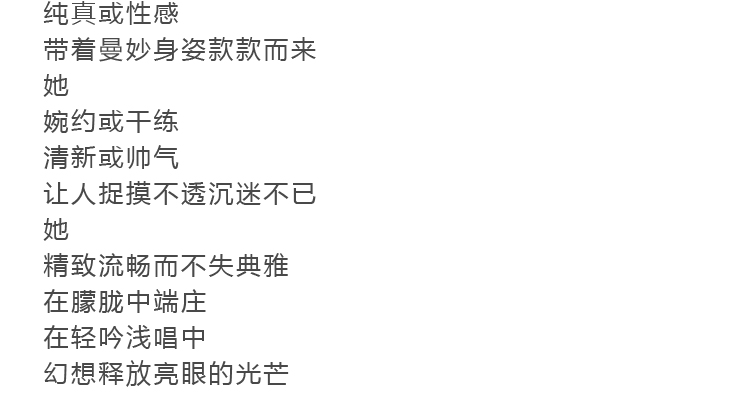 纯真或性感
带着曼妙身姿款款而来
她
婉约或干练
清新或帅气
让人捉摸不透沉迷不已
她
精致流畅而不失典雅
在朦胧中端庄
在轻吟浅唱中
幻想释放亮眼的光芒